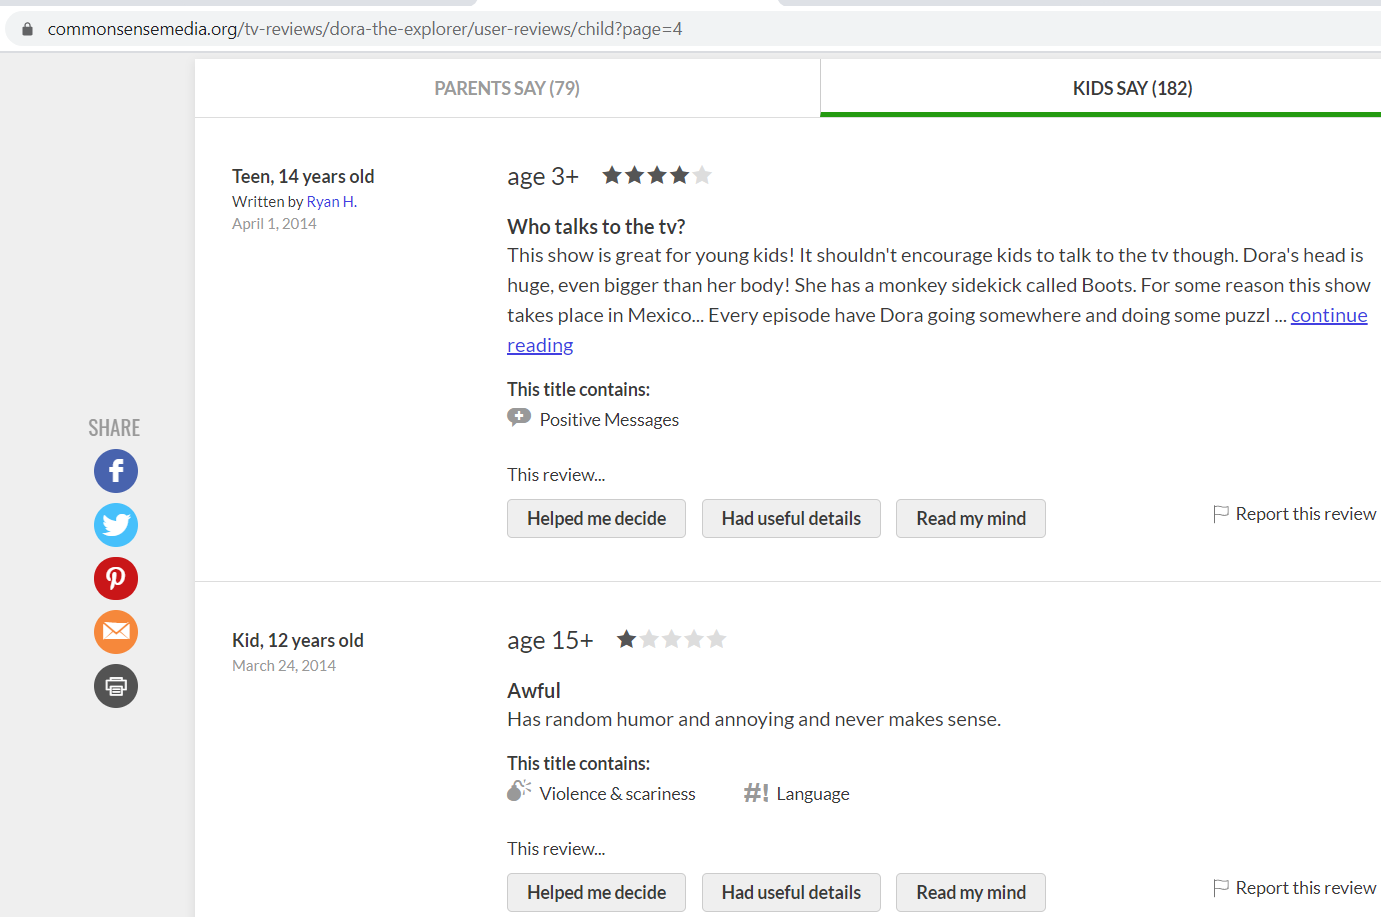 commonsensemedia.org/tv-reviews/dora-the-explorer/user-reviews/child?page=4
PARENTS SAY (79)
KIDS SAY (182)
Teen, 14 years old
Written by Ryan H.
April 1, 2014
age 3+
Who talks to the tv?
This show is great for young kids! It shouldn't encourage kids to talk to the tv though. Dora's head is
huge, even bigger than her body! She has a monkey sidekick called Boots. For some reason this show
takes place in Mexico... Every episode have Dora going somewhere and doing some puzzl ... continue
reading
This title contains:
Positive Messages
This review...
Helped me decide
Had useful details
Read my mind
Report this review
SHARE
Kid, 12 years old
March 24, 2014
age 15+
Awful
Has random humor and annoying and never makes sense.
This title contains:
Violence & scariness
#! Language
This review...
Helped me decide
Had useful details
Read my mind
Report this review